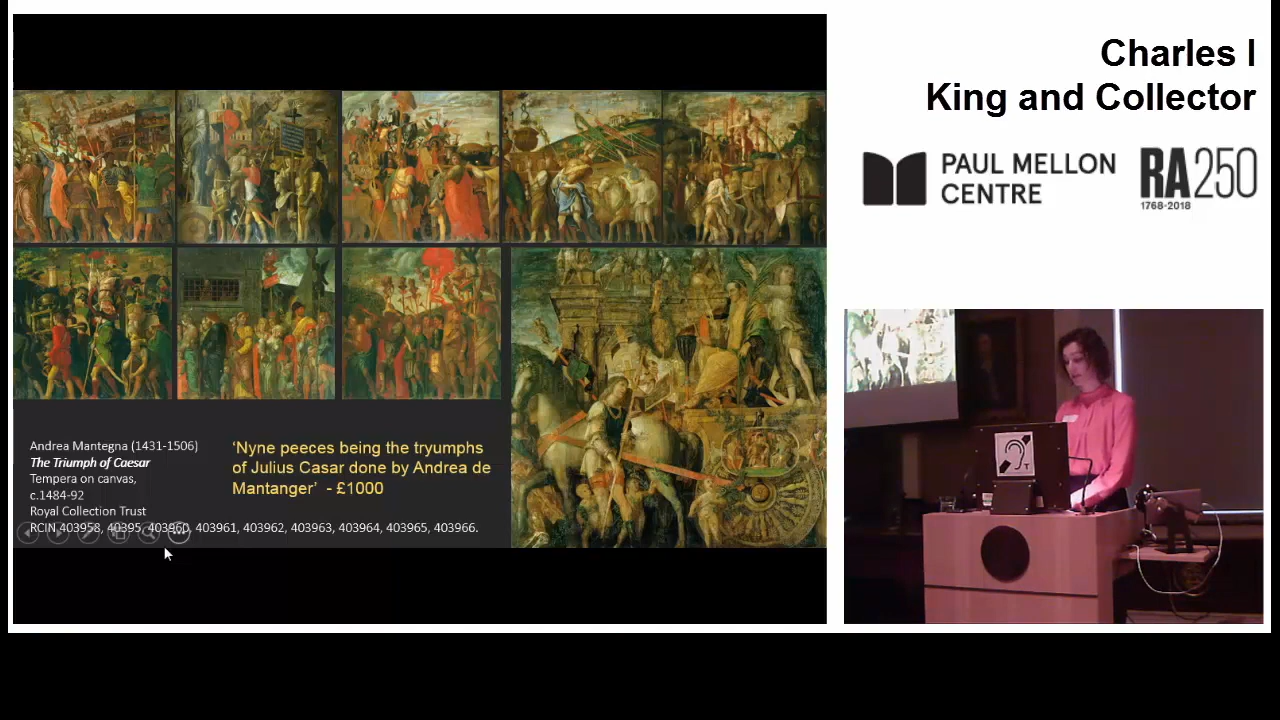 Charles I
King and Collector
PAUL MELLON
CENTRE
RA250
1768-2018
Andrea Mantegna (1431-1506)
The Triumph of Caesar
Tempera on canvas,
c.1484-92
Royal Collection Trust
RCIN 403958, 40395, 403960, 403961, 403962, 403963, 403964, 403965, 403966.
‘Nyne peeces being the tryumphs
of Julius Casar done by Andrea de
Mantanger’ - £1000
T